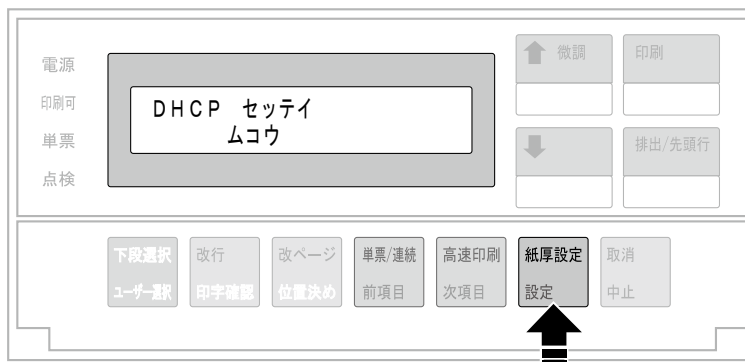 電源
印刷可
単票
点検
DHCP セッテイ
ムコウ
微調
印刷
排出/先頭行
下段選択
ユーザー選択
改行
印字確認
改ページ
位置決め
単票/連続
前項目
高速印刷
次項目
紙厚設定
設定
取消
中止